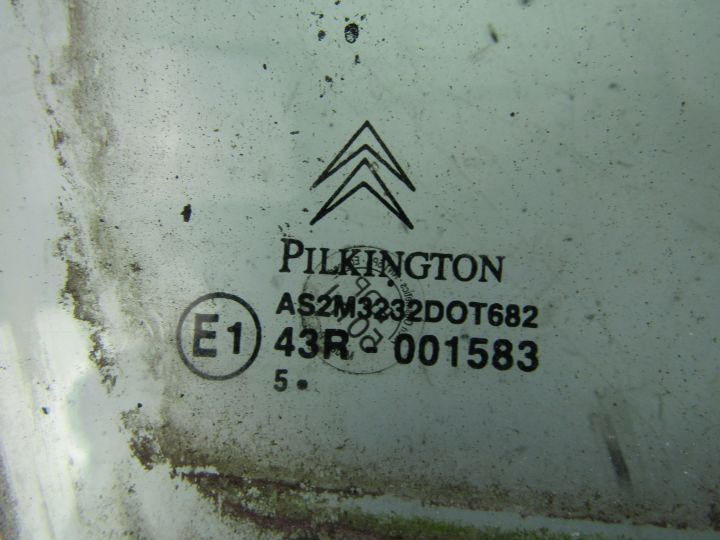 PILKINGTON
AS2M3232DOT682
E1
43R - 001583
5 •